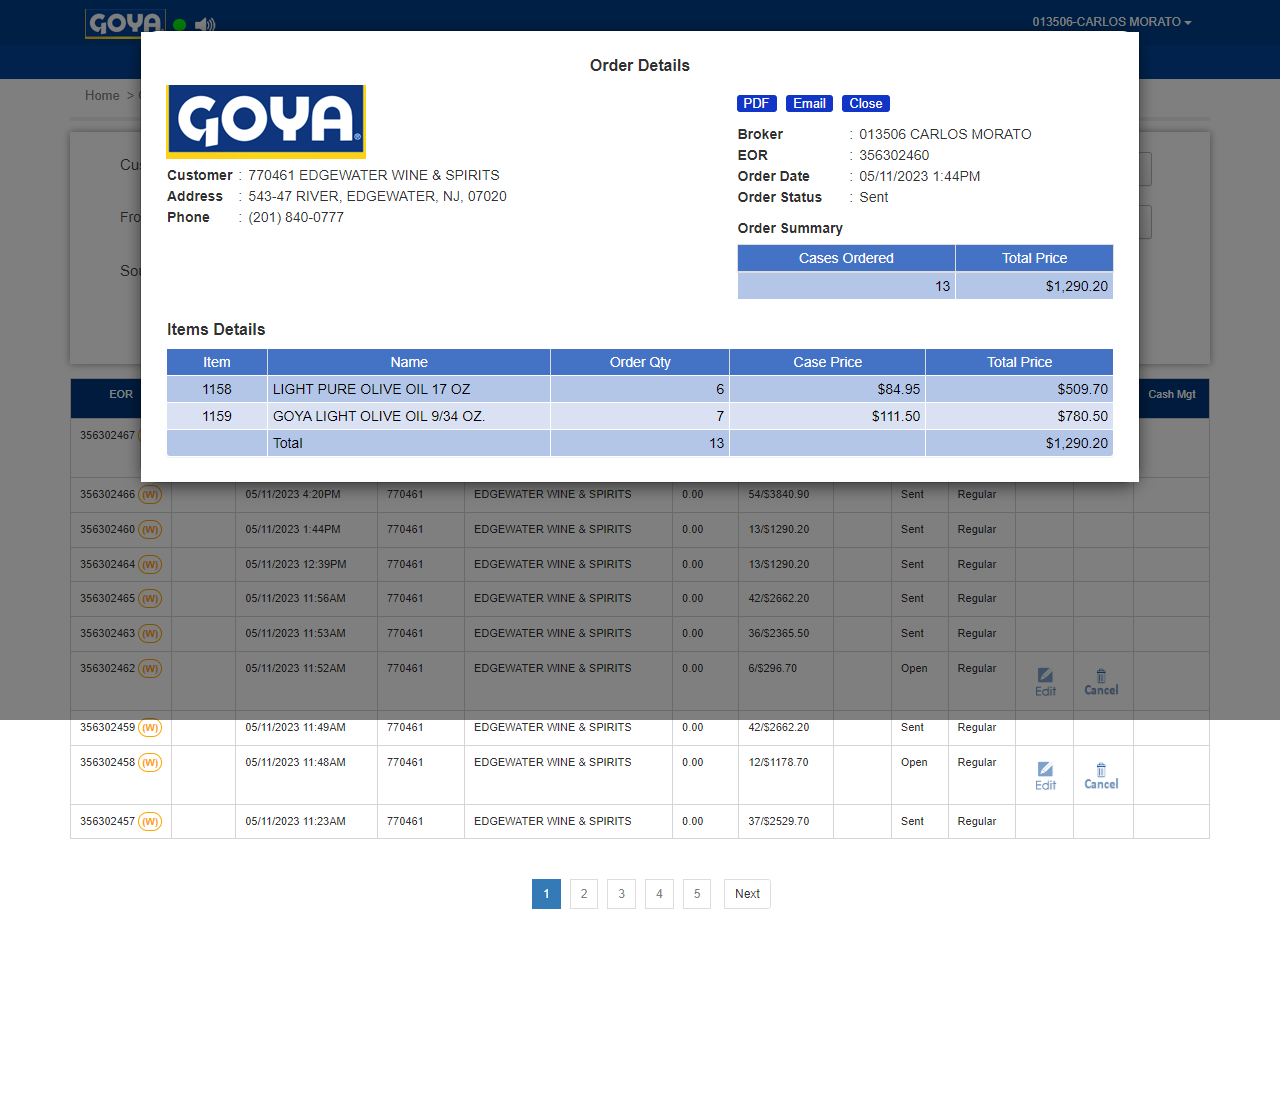 GOYA
013506-CARLOS MORATO
Home >
Order Details
GOYA
PDF Email Close
Broker : 013506 CARLOS MORATO
EOR : 356302460
Order Date : 05/11/2023 1:44PM
Order Status : Sent
Customer : 770461 EDGEWATER WINE & SPIRITS
Address : 543-47 RIVER, EDGEWATER, NJ, 07020
Phone : (201) 840-0777
Order Summary
Cases Ordered Total Price
13 $1,290.20
Items Details
Item Name Order Qty Case Price Total Price
1158 LIGHT PURE OLIVE OIL 17 OZ 6 $84.95 $509.70
1159 GOYA LIGHT OLIVE OIL 9/34 OZ. 7 $111.50 $780.50
Total 13 $1,290.20
EOR Cash Mgt
356302467
356302466 (W) 05/11/2023 4:20PM 770461 EDGEWATER WINE & SPIRITS 0.00 54/$3840.90 Sent Regular
356302460 (W) 05/11/2023 1:44PM 770461 EDGEWATER WINE & SPIRITS 0.00 13/$1290.20 Sent Regular
356302464 (W) 05/11/2023 12:39PM 770461 EDGEWATER WINE & SPIRITS 0.00 13/$1290.20 Sent Regular
356302465 (W) 05/11/2023 11:56AM 770461 EDGEWATER WINE & SPIRITS 0.00 42/$2662.20 Sent Regular
356302463 (W) 05/11/2023 11:53AM 770461 EDGEWATER WINE & SPIRITS 0.00 36/$2365.50 Sent Regular
356302462 (W) 05/11/2023 11:52AM 770461 EDGEWATER WINE & SPIRITS 0.00 6/$296.70 Open Regular Edit Cancel
356302459 (W) 05/11/2023 11:49AM 770461 EDGEWATER WINE & SPIRITS 0.00 42/$2662.20 Sent Regular
356302458 (W) 05/11/2023 11:48AM 770461 EDGEWATER WINE & SPIRITS 0.00 12/$1178.70 Open Regular Edit Cancel
356302457 (W) 05/11/2023 11:23AM 770461 EDGEWATER WINE & SPIRITS 0.00 37/$2529.70 Sent Regular
1 2 3 4 5 Next